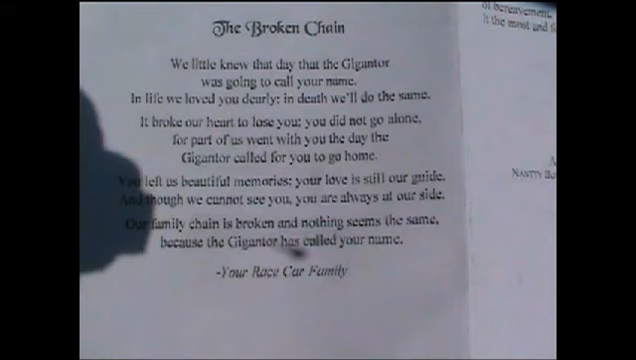 The Broken Chain
We little knew that day that the Gigantor
was going to call your name.
In life we loved you dearly; in death we'll do the same.
It broke our heart to lose you; you did not go alone,
for part of us went with you the day the
Gigantor called for you to go home.
You left us beautiful memories; your love is still our guide.
And though we cannot see you, you are always at our side.
Our family chain is broken and nothing seems the same,
because the Gigantor has called your name.
-Your Race Car Family
of bereavement,
it the most and